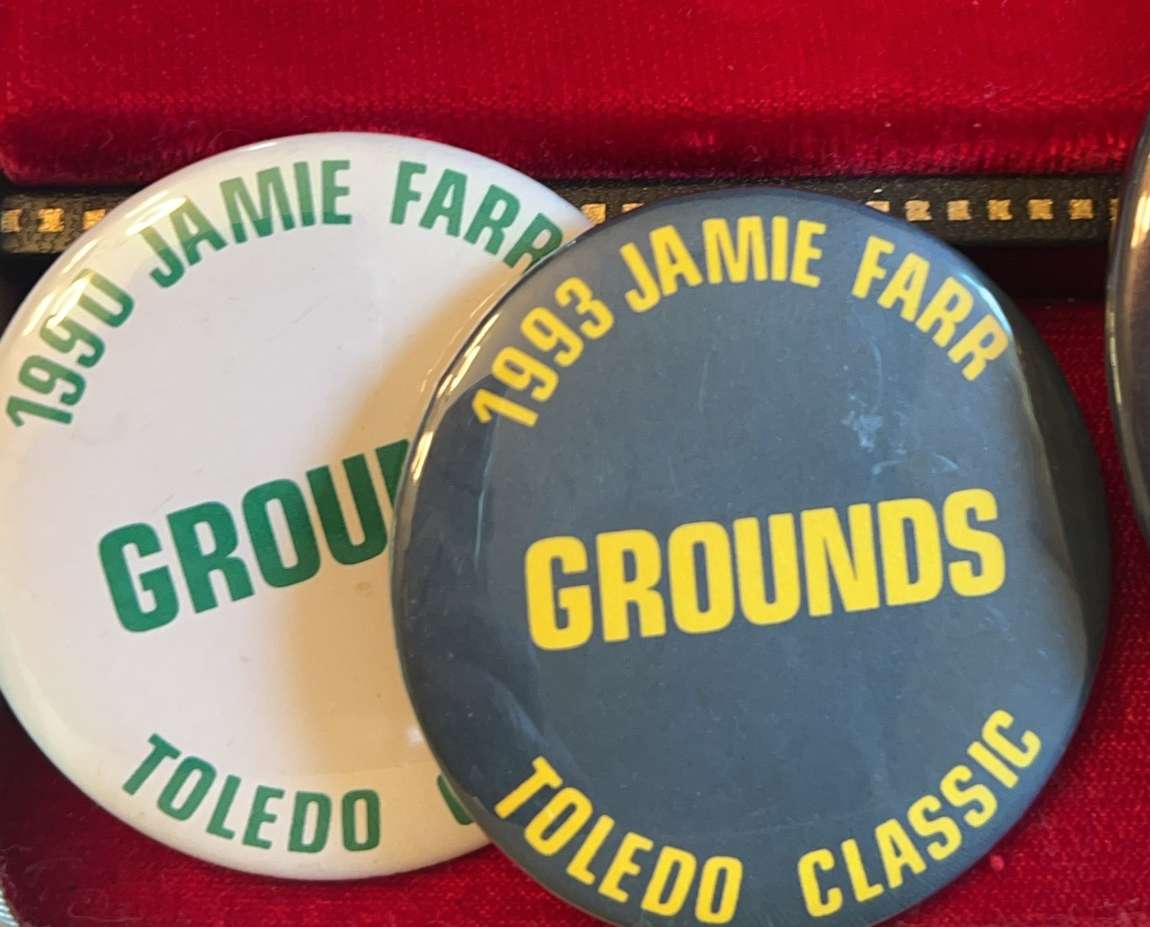 1990 JAMIE FARR
GROU
TOLEDO
1993 JAMIE FARR
GROUNDS
TOLEDO CLASSIC